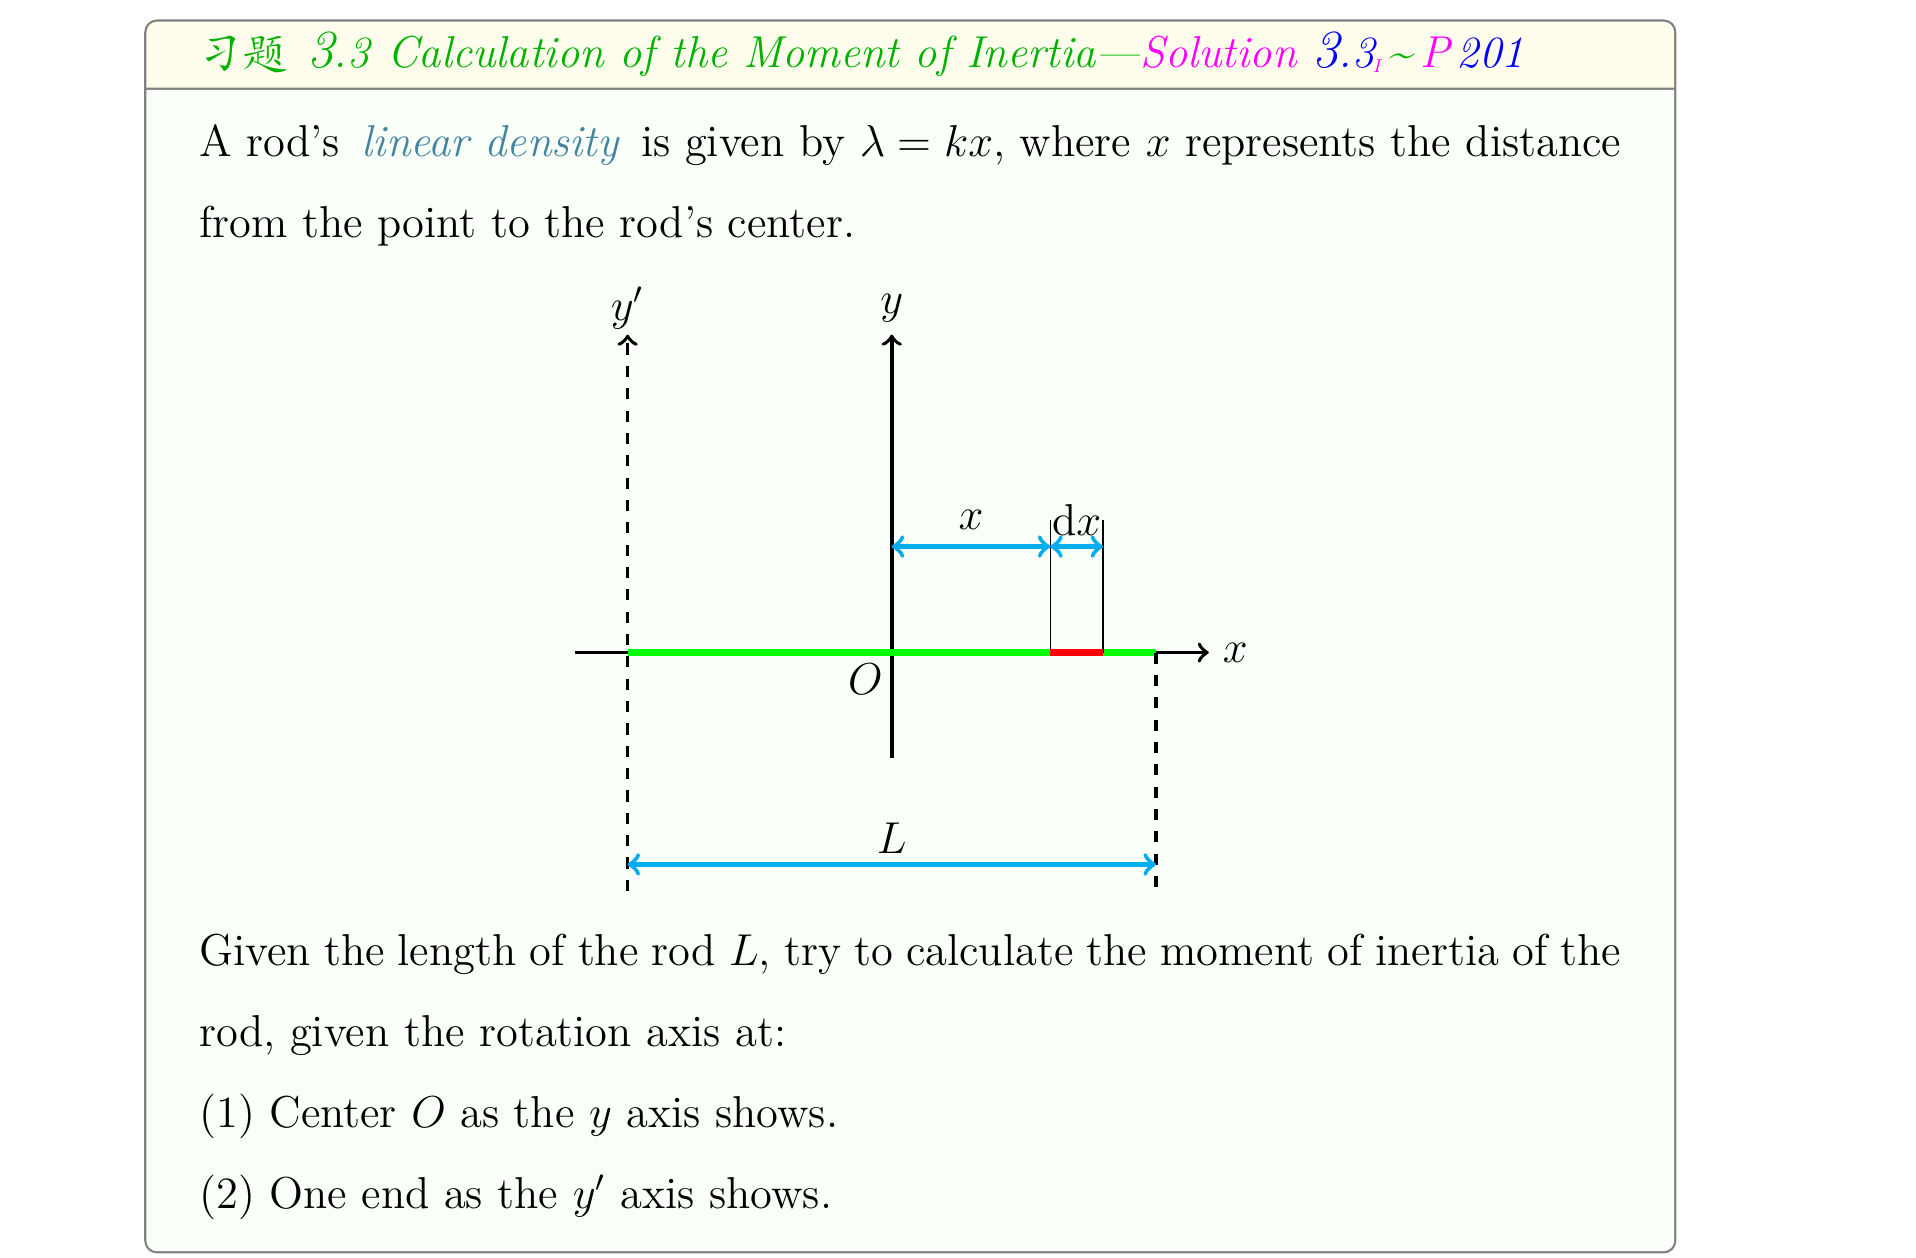 习题 3.3 Calculation of the Moment of Inertia—Solution 3.3I~P201
A rod's linear density is given by λ = kx, where x represents the distance
from the point to the rod's center.
y′
y
x
dx
x
O
L
Given the length of the rod L, try to calculate the moment of inertia of the
rod, given the rotation axis at:
(1) Center O as the y axis shows.
(2) One end as the y′ axis shows.